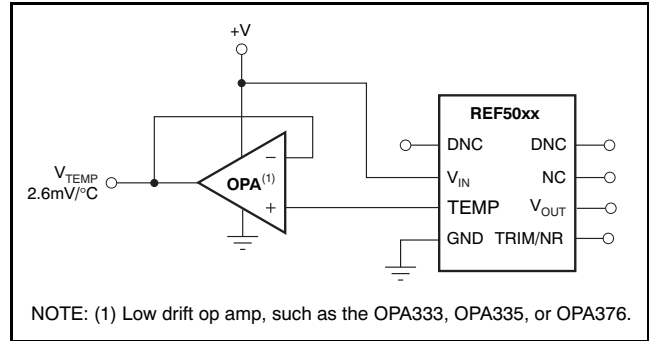 +V
REF50xx
DNC DNC
V_TEMP
2.6mV/°C
OPA(1)
−
+
V_IN NC
TEMP V_OUT
GND TRIM/NR
NOTE: (1) Low drift op amp, such as the OPA333, OPA335, or OPA376.